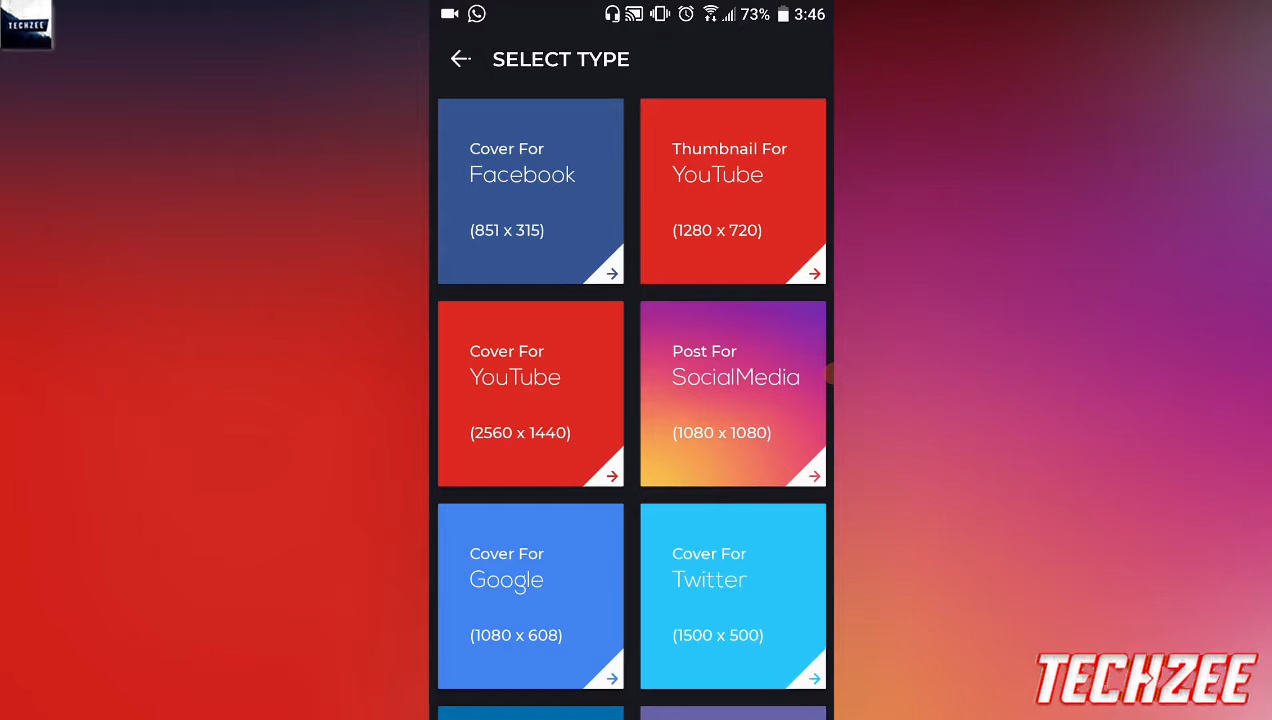 TECHZEE
73% 3:46
SELECT TYPE
Cover For
Facebook
(851 x 315)
Thumbnail For
YouTube
(1280 x 720)
Cover For
YouTube
(2560 x 1440)
Post For
SocialMedia
(1080 x 1080)
Cover For
Google
(1080 x 608)
Cover For
Twitter
(1500 x 500)
TECHZEE